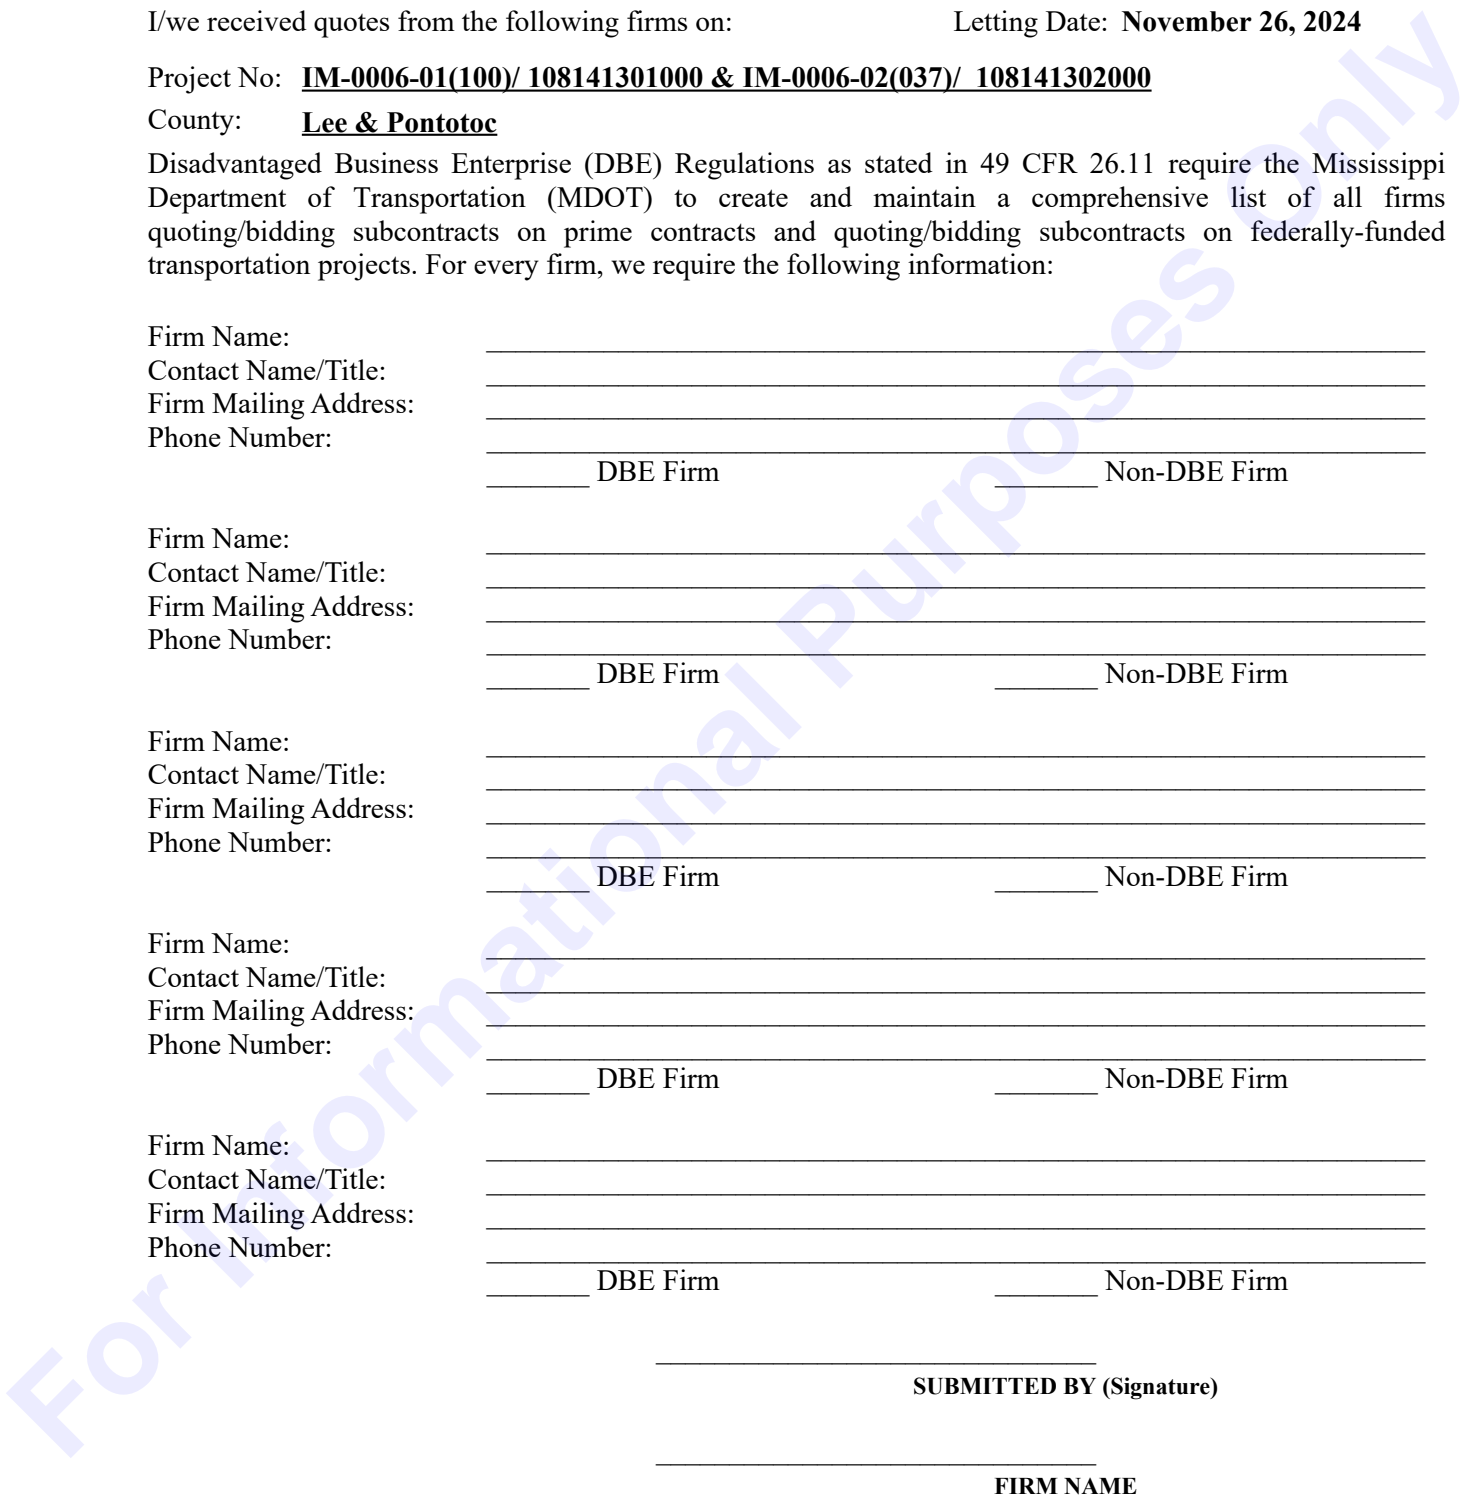 I/we received quotes from the following firms on: Letting Date: November 26, 2024
Project No: IM-0006-01(100)/ 108141301000 & IM-0006-02(037)/ 108141302000
County: Lee & Pontotoc
Disadvantaged Business Enterprise (DBE) Regulations as stated in 49 CFR 26.11 require the Mississippi
Department of Transportation (MDOT) to create and maintain a comprehensive list of all firms
quoting/bidding subcontracts on prime contracts and quoting/bidding subcontracts on federally-funded
transportation projects. For every firm, we require the following information:
Firm Name:
Contact Name/Title:
Firm Mailing Address:
Phone Number:
DBE Firm Non-DBE Firm
Firm Name:
Contact Name/Title:
Firm Mailing Address:
Phone Number:
DBE Firm Non-DBE Firm
Firm Name:
Contact Name/Title:
Firm Mailing Address:
Phone Number:
DBE Firm Non-DBE Firm
Firm Name:
Contact Name/Title:
Firm Mailing Address:
Phone Number:
DBE Firm Non-DBE Firm
Firm Name:
Contact Name/Title:
Firm Mailing Address:
Phone Number:
DBE Firm Non-DBE Firm
SUBMITTED BY (Signature)
FIRM NAME
For Informational Purposes Only